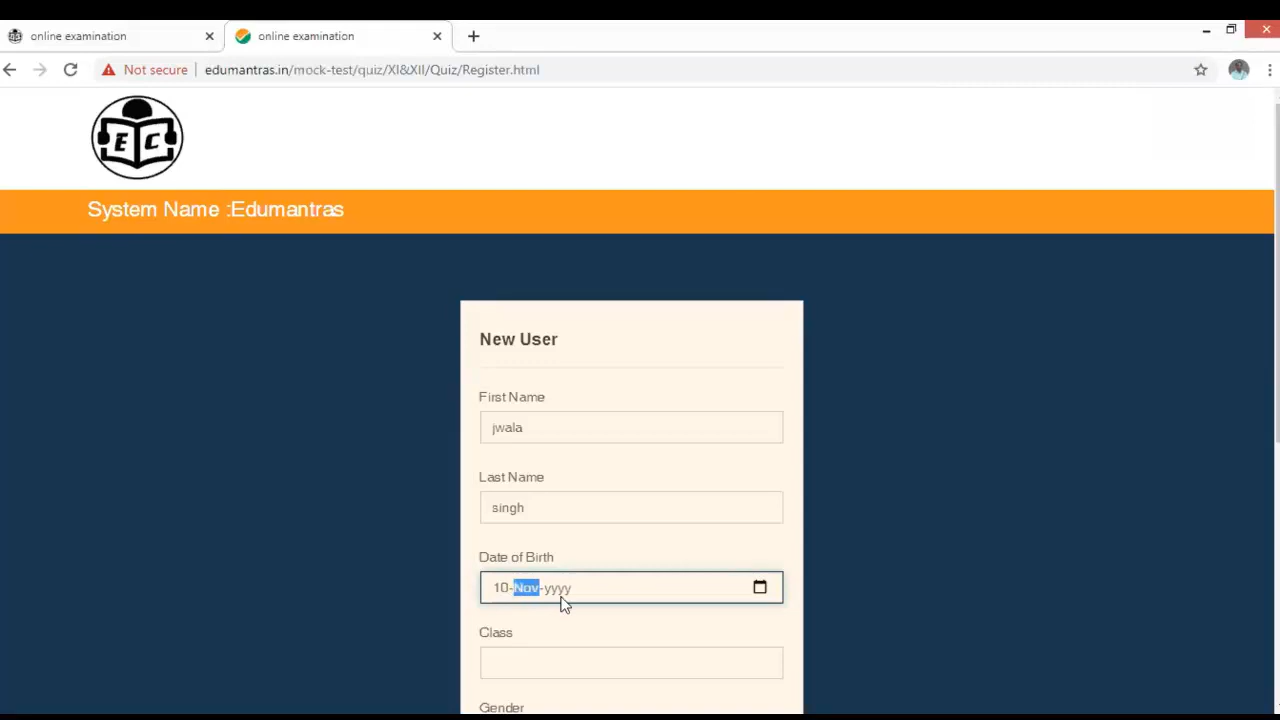 online examination
online examination
Not secure
edumantras.in/mock-test/quiz/XI&XII/Quiz/Register.html
E C
System Name :Edumantras
New User
First Name
jwala
Last Name
singh
Date of Birth
10-Nov-yyyy
Class
Gender